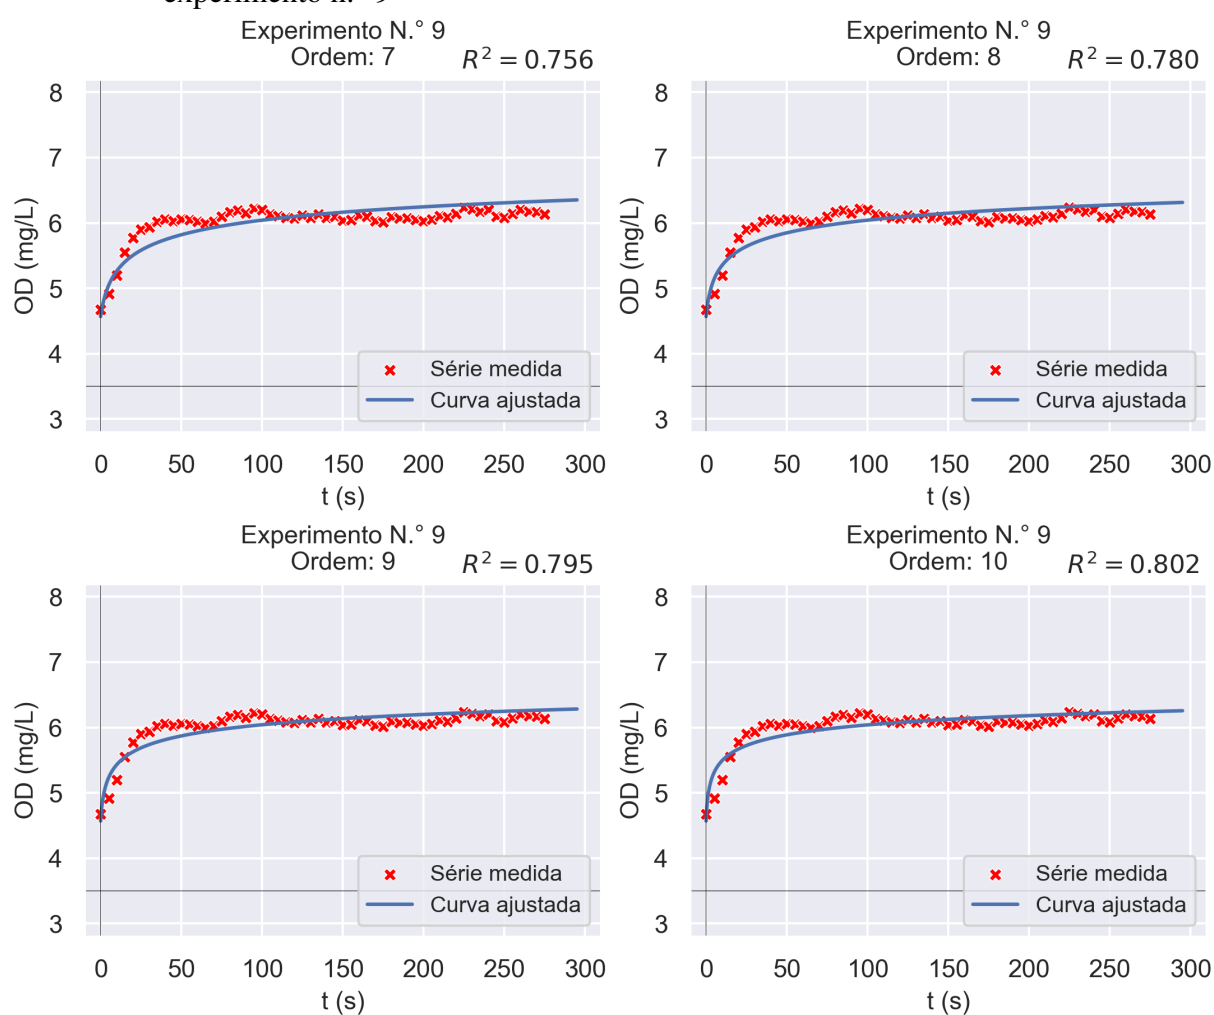 experimento n.° 9
Experimento N.° 9
Ordem: 7
R² = 0.756
8
7
6
5
4
3
OD (mg/L)
Série medida
Curva ajustada
0 50 100 150 200 250 300
t (s)
Experimento N.° 9
Ordem: 8
R² = 0.780
8
7
6
5
4
3
OD (mg/L)
Série medida
Curva ajustada
0 50 100 150 200 250 300
t (s)
Experimento N.° 9
Ordem: 9
R² = 0.795
8
7
6
5
4
3
OD (mg/L)
Série medida
Curva ajustada
0 50 100 150 200 250 300
t (s)
Experimento N.° 9
Ordem: 10
R² = 0.802
8
7
6
5
4
3
OD (mg/L)
Série medida
Curva ajustada
0 50 100 150 200 250 300
t (s)